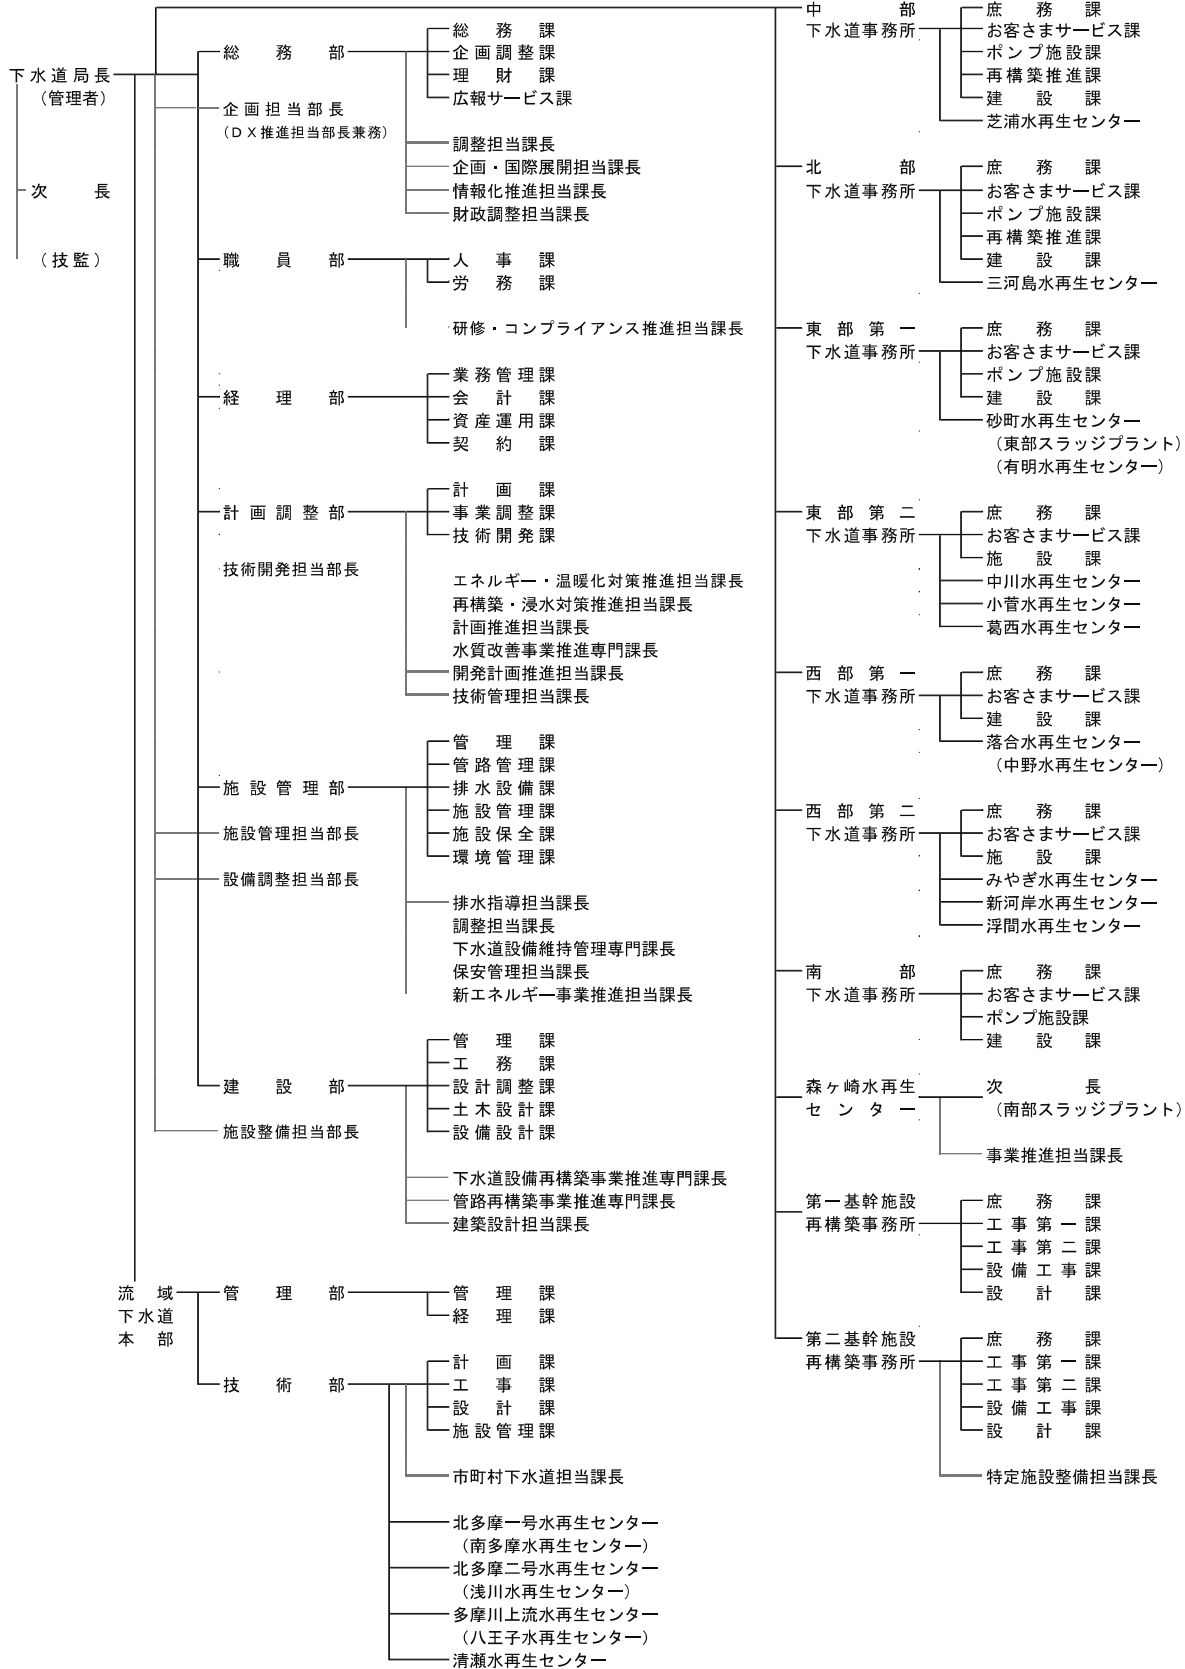 下水道局長
（管理者）
次長
（技監）
総務部
総務課
企画調整課
理財課
広報サービス課
企画担当部長
（ＤＸ推進担当部長兼務）
調整担当課長
企画・国際展開担当課長
情報化推進担当課長
財政調整担当課長
職員部
人事課
労務課
研修・コンプライアンス推進担当課長
経理部
業務管理課
会計課
資産運用課
契約課
計画調整部
計画課
事業調整課
技術開発課
技術開発担当部長
エネルギー・温暖化対策推進担当課長
再構築・浸水対策推進担当課長
計画推進担当課長
水質改善事業推進専門課長
開発計画推進担当課長
技術管理担当課長
施設管理部
管理課
管路管理課
排水設備課
施設管理課
施設保全課
環境管理課
施設管理担当部長
設備調整担当部長
排水指導担当課長
調整担当課長
下水道設備維持管理専門課長
保安管理担当課長
新エネルギー事業推進担当課長
建設部
管理課
工務課
設計調整課
土木設計課
設備設計課
施設整備担当部長
下水道設備再構築事業推進専門課長
管路再構築事業推進専門課長
建築設計担当課長
流域
下水道
本部
管理部
管理課
経理課
技術部
計画課
工事課
設計課
施設管理課
市町村下水道担当課長
北多摩一号水再生センター
（南多摩水再生センター）
北多摩二号水再生センター
（浅川水再生センター）
多摩川上流水再生センター
（八王子水再生センター）
清瀬水再生センター
中部
下水道事務所
庶務課
お客さまサービス課
ポンプ施設課
再構築推進課
建設課
芝浦水再生センター
北部
下水道事務所
庶務課
お客さまサービス課
ポンプ施設課
再構築推進課
建設課
三河島水再生センター
東部第一
下水道事務所
庶務課
お客さまサービス課
ポンプ施設課
建設課
砂町水再生センター
（東部スラッジプラント）
（有明水再生センター）
東部第二
下水道事務所
庶務課
お客さまサービス課
施設課
中川水再生センター
小菅水再生センター
葛西水再生センター
西部第一
下水道事務所
庶務課
お客さまサービス課
建設課
落合水再生センター
（中野水再生センター）
西部第二
下水道事務所
庶務課
お客さまサービス課
施設課
みやぎ水再生センター
新河岸水再生センター
浮間水再生センター
南部
下水道事務所
庶務課
お客さまサービス課
ポンプ施設課
建設課
森ヶ崎水再生
センター
次長
（南部スラッジプラント）
事業推進担当課長
第一基幹施設
再構築事務所
庶務課
工事第一課
工事第二課
設備工事課
設計課
第二基幹施設
再構築事務所
庶務課
工事第一課
工事第二課
設備工事課
設計課
特定施設整備担当課長